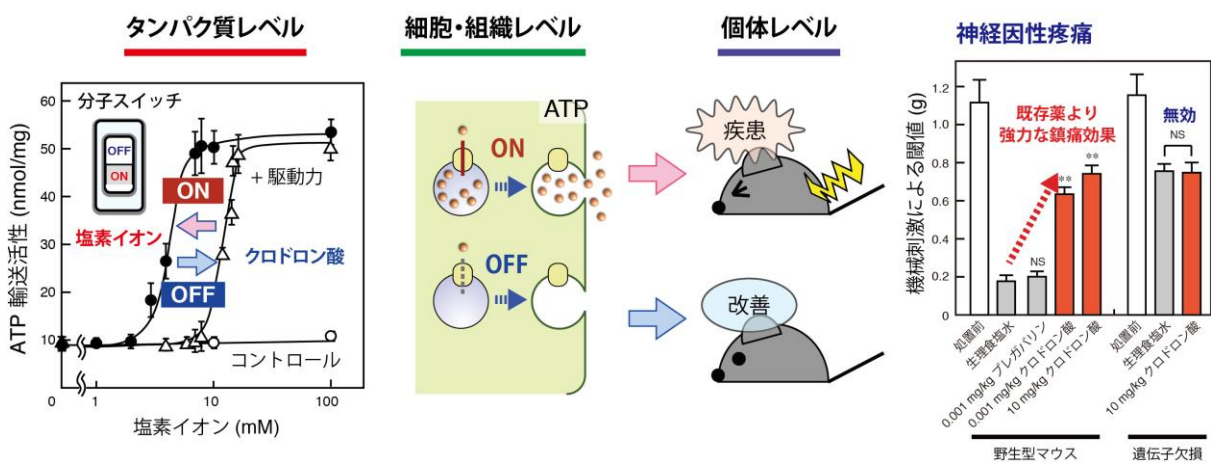 タンパク質レベル
細胞・組織レベル
個体レベル
神経因性疼痛
分子スイッチ
OFF
ON
ON
+ 駆動力
塩素イオン
クロドロン酸
OFF
コントロール
ATP 輸送活性 (nmol/mg)
60
50
40
30
20
10
0
1
10
100
塩素イオン (mM)
ATP
ON
OFF
疾患
改善
機械刺激による閾値 (g)
1.2
1.0
0.8
0.6
0.4
0.2
0
既存薬より
強力な鎮痛効果
無効
NS
**
**
NS
処置前
生理食塩水
0.001 mg/kg プレガバリン
0.001 mg/kg クロドロン酸
10 mg/kg クロドロン酸
処置前
生理食塩水
10 mg/kg クロドロン酸
野生型マウス
遺伝子欠損